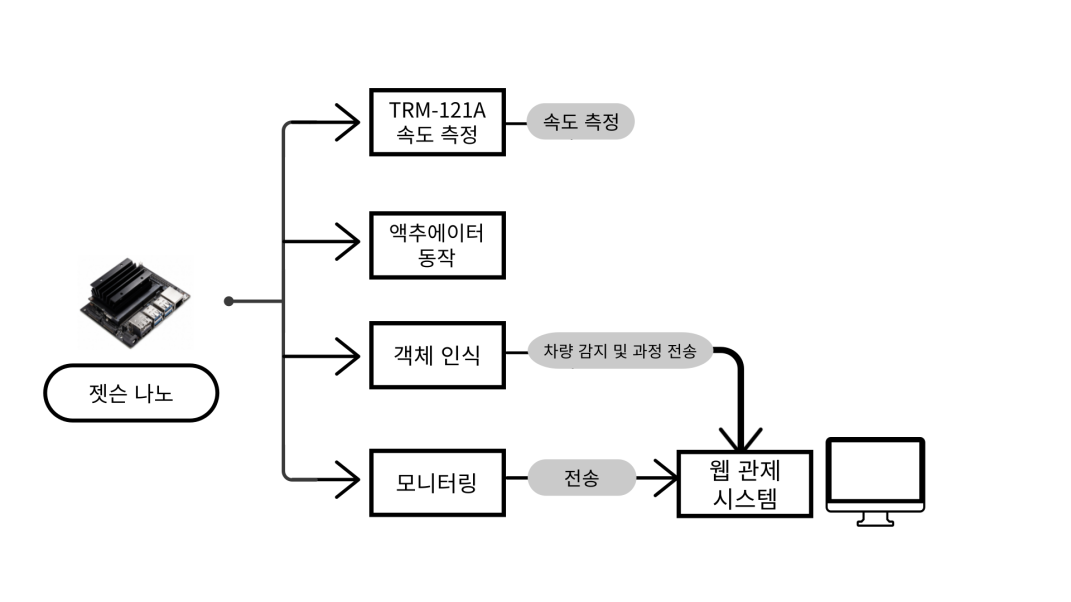 TRM-121A
속도 측정
속도 측정
액추에이터
동작
객체 인식
차량 감지 및 과정 전송
젯슨 나노
모니터링
전송
웹 관제
시스템